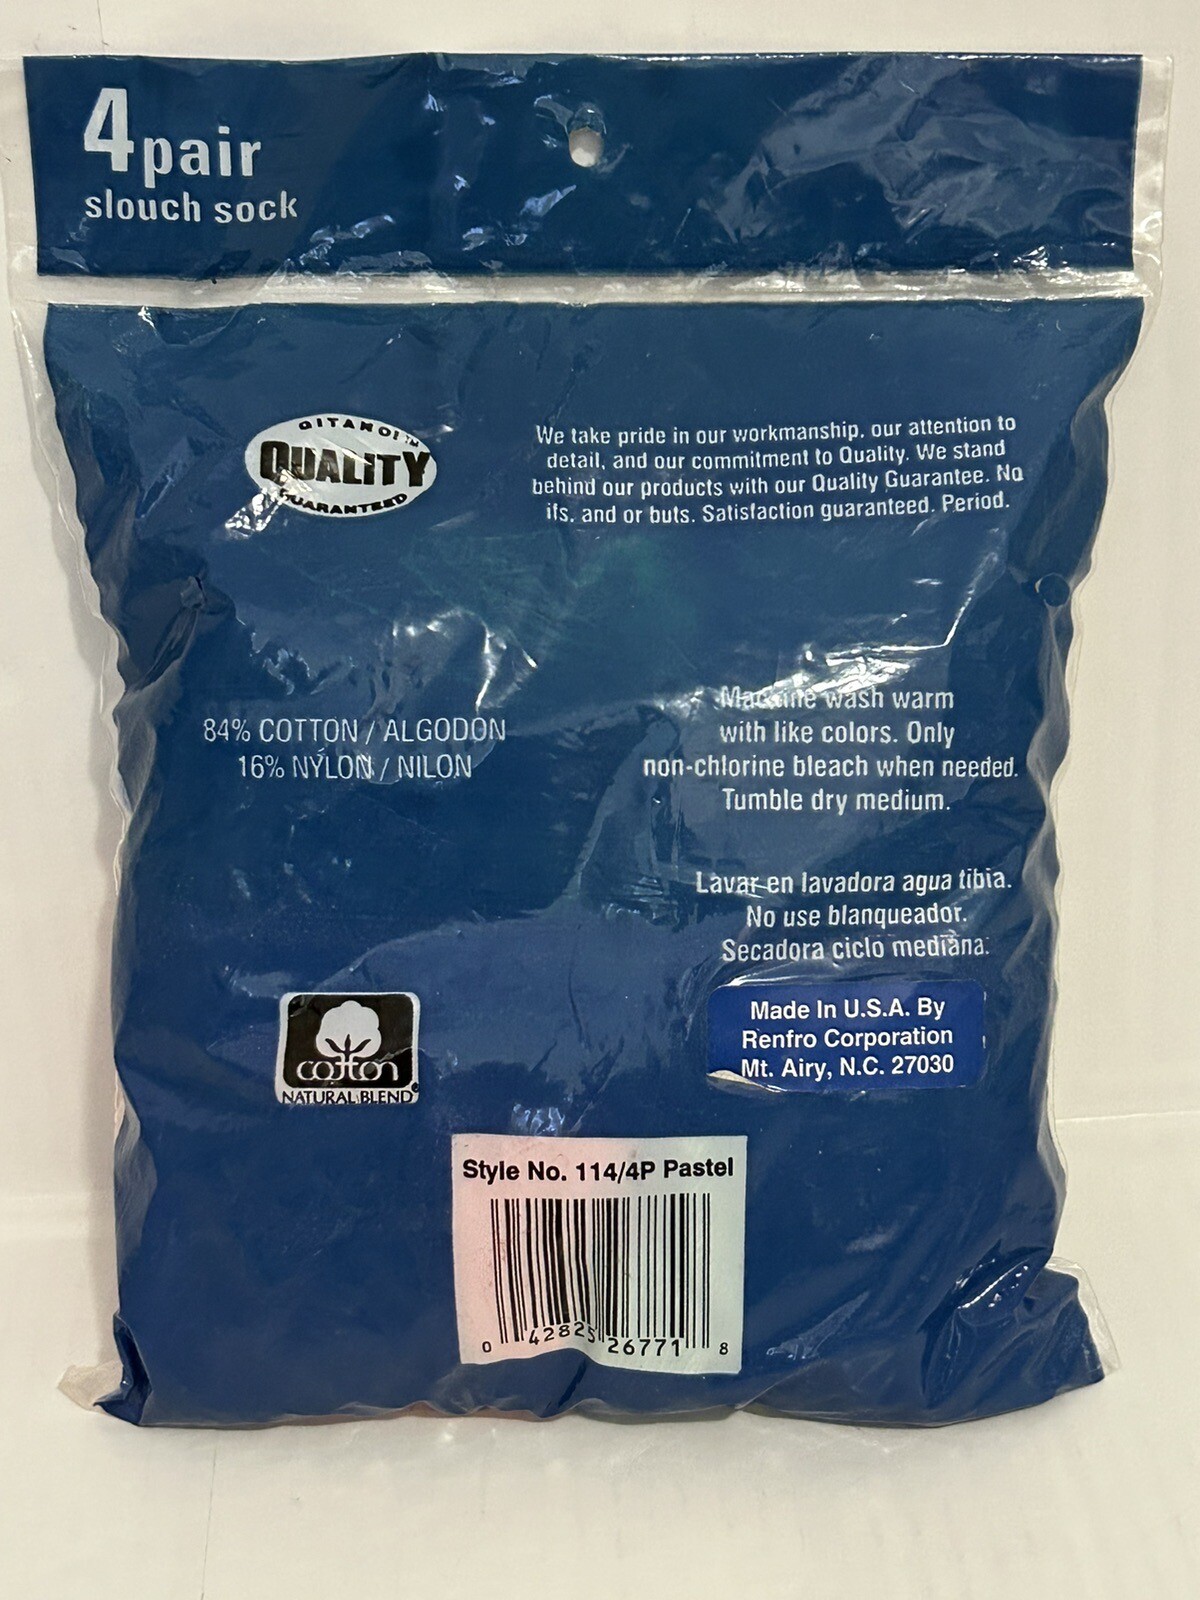 4 pair
slouch sock
GITANO!™
QUALITY
GUARANTEED
We take pride in our workmanship, our attention to
detail, and our commitment to Quality. We stand
behind our products with our Quality Guarantee. No
ifs, and or buts. Satisfaction guaranteed. Period.
84% COTTON / ALGODON
16% NYLON / NILON
Machine wash warm
with like colors. Only
non-chlorine bleach when needed.
Tumble dry medium.
Lavar en lavadora agua tibia.
No use blanqueador.
Secadora ciclo mediana.
cotton
NATURAL BLEND®
Made In U.S.A. By
Renfro Corporation
Mt. Airy, N.C. 27030
Style No. 114/4P Pastel
0 42825 26771 8